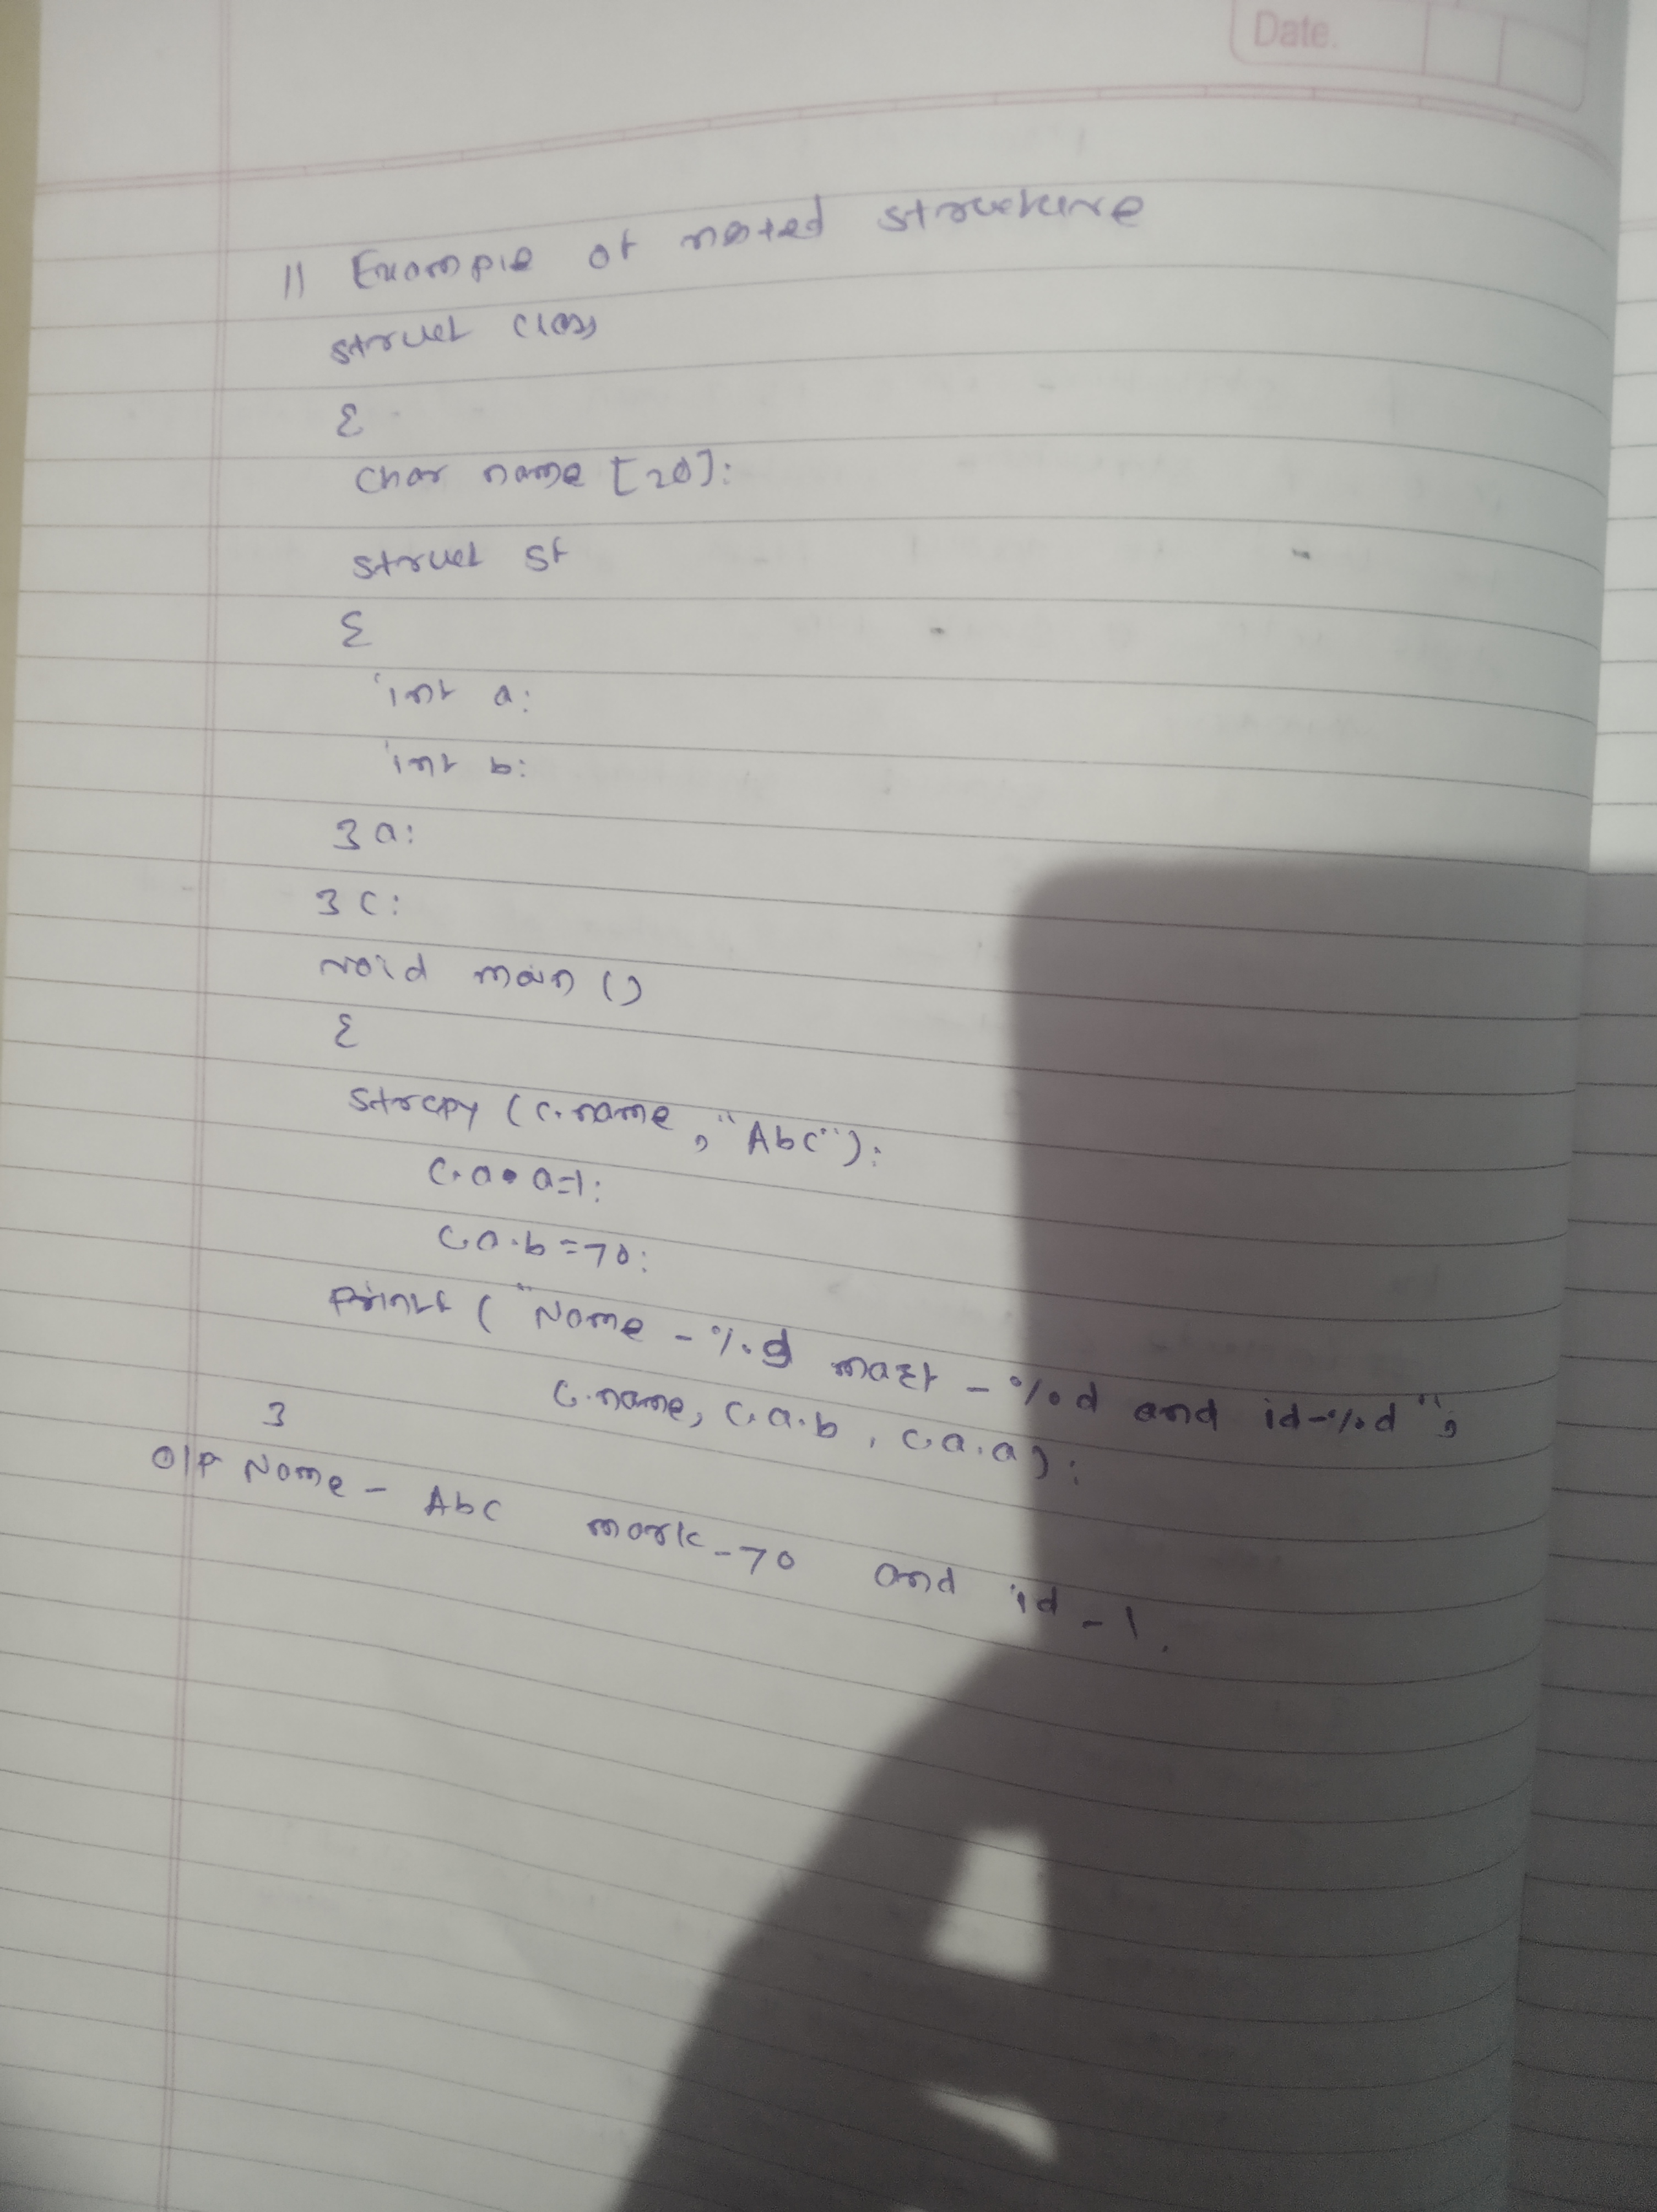 Date.
// Example of nested structure
struct class
{
char name [20];
struct st
{
int a;
int b;
} a;
} c;
void main ()
{
strcpy (c.name, "Abc");
c.a.a=1;
c.a.b=70;
printf ( "Name - %s mark - %d and id-%d",
c.name, c.a.b, c.a.a);
}
O/P Name - Abc mark - 70 and id - 1.